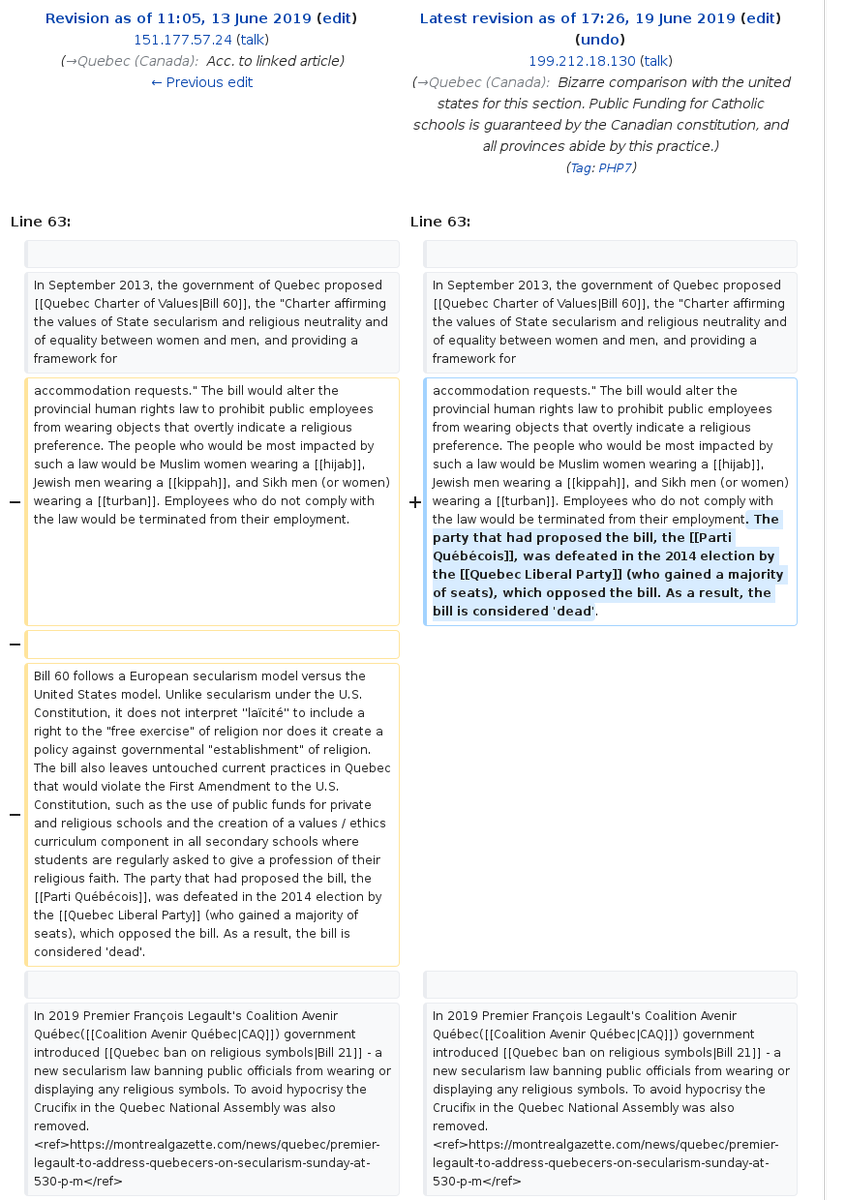 Revision as of 11:05, 13 June 2019 (edit)
151.177.57.24 (talk)
(→Quebec (Canada): Acc. to linked article)
← Previous edit
Latest revision as of 17:26, 19 June 2019 (edit)
(undo)
199.212.18.130 (talk)
(→Quebec (Canada): Bizarre comparison with the united
states for this section. Public Funding for Catholic
schools is guaranteed by the Canadian constitution, and
all provinces abide by this practice.)
(Tag: PHP7)
Line 63:
Line 63:
In September 2013, the government of Quebec proposed
[[Quebec Charter of Values|Bill 60]], the "Charter affirming
the values of State secularism and religious neutrality and
of equality between women and men, and providing a
framework for
In September 2013, the government of Quebec proposed
[[Quebec Charter of Values|Bill 60]], the "Charter affirming
the values of State secularism and religious neutrality and
of equality between women and men, and providing a
framework for
−
accommodation requests." The bill would alter the
provincial human rights law to prohibit public employees
from wearing objects that overtly indicate a religious
preference. The people who would be most impacted by
such a law would be Muslim women wearing a [[hijab]],
Jewish men wearing a [[kippah]], and Sikh men (or women)
wearing a [[turban]]. Employees who do not comply with
the law would be terminated from their employment.
+
accommodation requests." The bill would alter the
provincial human rights law to prohibit public employees
from wearing objects that overtly indicate a religious
preference. The people who would be most impacted by
such a law would be Muslim women wearing a [[hijab]],
Jewish men wearing a [[kippah]], and Sikh men (or women)
wearing a [[turban]]. Employees who do not comply with
the law would be terminated from their employment. The
party that had proposed the bill, the [[Parti
Québécois]], was defeated in the 2014 election by
the [[Quebec Liberal Party]] (who gained a majority
of seats), which opposed the bill. As a result, the
bill is considered 'dead'.
−
−
Bill 60 follows a European secularism model versus the
United States model. Unlike secularism under the U.S.
Constitution, it does not interpret ''laïcité'' to include a
right to the "free exercise" of religion nor does it create a
policy against governmental "establishment" of religion.
The bill also leaves untouched current practices in Quebec
that would violate the First Amendment to the U.S.
Constitution, such as the use of public funds for private
and religious schools and the creation of a values / ethics
curriculum component in all secondary schools where
students are regularly asked to give a profession of their
religious faith. The party that had proposed the bill, the
[[Parti Québécois]], was defeated in the 2014 election by
the [[Quebec Liberal Party]] (who gained a majority of
seats), which opposed the bill. As a result, the bill is
considered 'dead'.
In 2019 Premier François Legault's Coalition Avenir
Québec([[Coalition Avenir Québec|CAQ]]) government
introduced [[Quebec ban on religious symbols|Bill 21]] - a
new secularism law banning public officials from wearing or
displaying any religious symbols. To avoid hypocrisy the
Crucifix in the Quebec National Assembly was also
removed.
<ref>https://montrealgazette.com/news/quebec/premier-
legault-to-address-quebecers-on-secularism-sunday-at-
530-p-m</ref>
In 2019 Premier François Legault's Coalition Avenir
Québec([[Coalition Avenir Québec|CAQ]]) government
introduced [[Quebec ban on religious symbols|Bill 21]] - a
new secularism law banning public officials from wearing or
displaying any religious symbols. To avoid hypocrisy the
Crucifix in the Quebec National Assembly was also
removed.
<ref>https://montrealgazette.com/news/quebec/premier-
legault-to-address-quebecers-on-secularism-sunday-at-
530-p-m</ref>